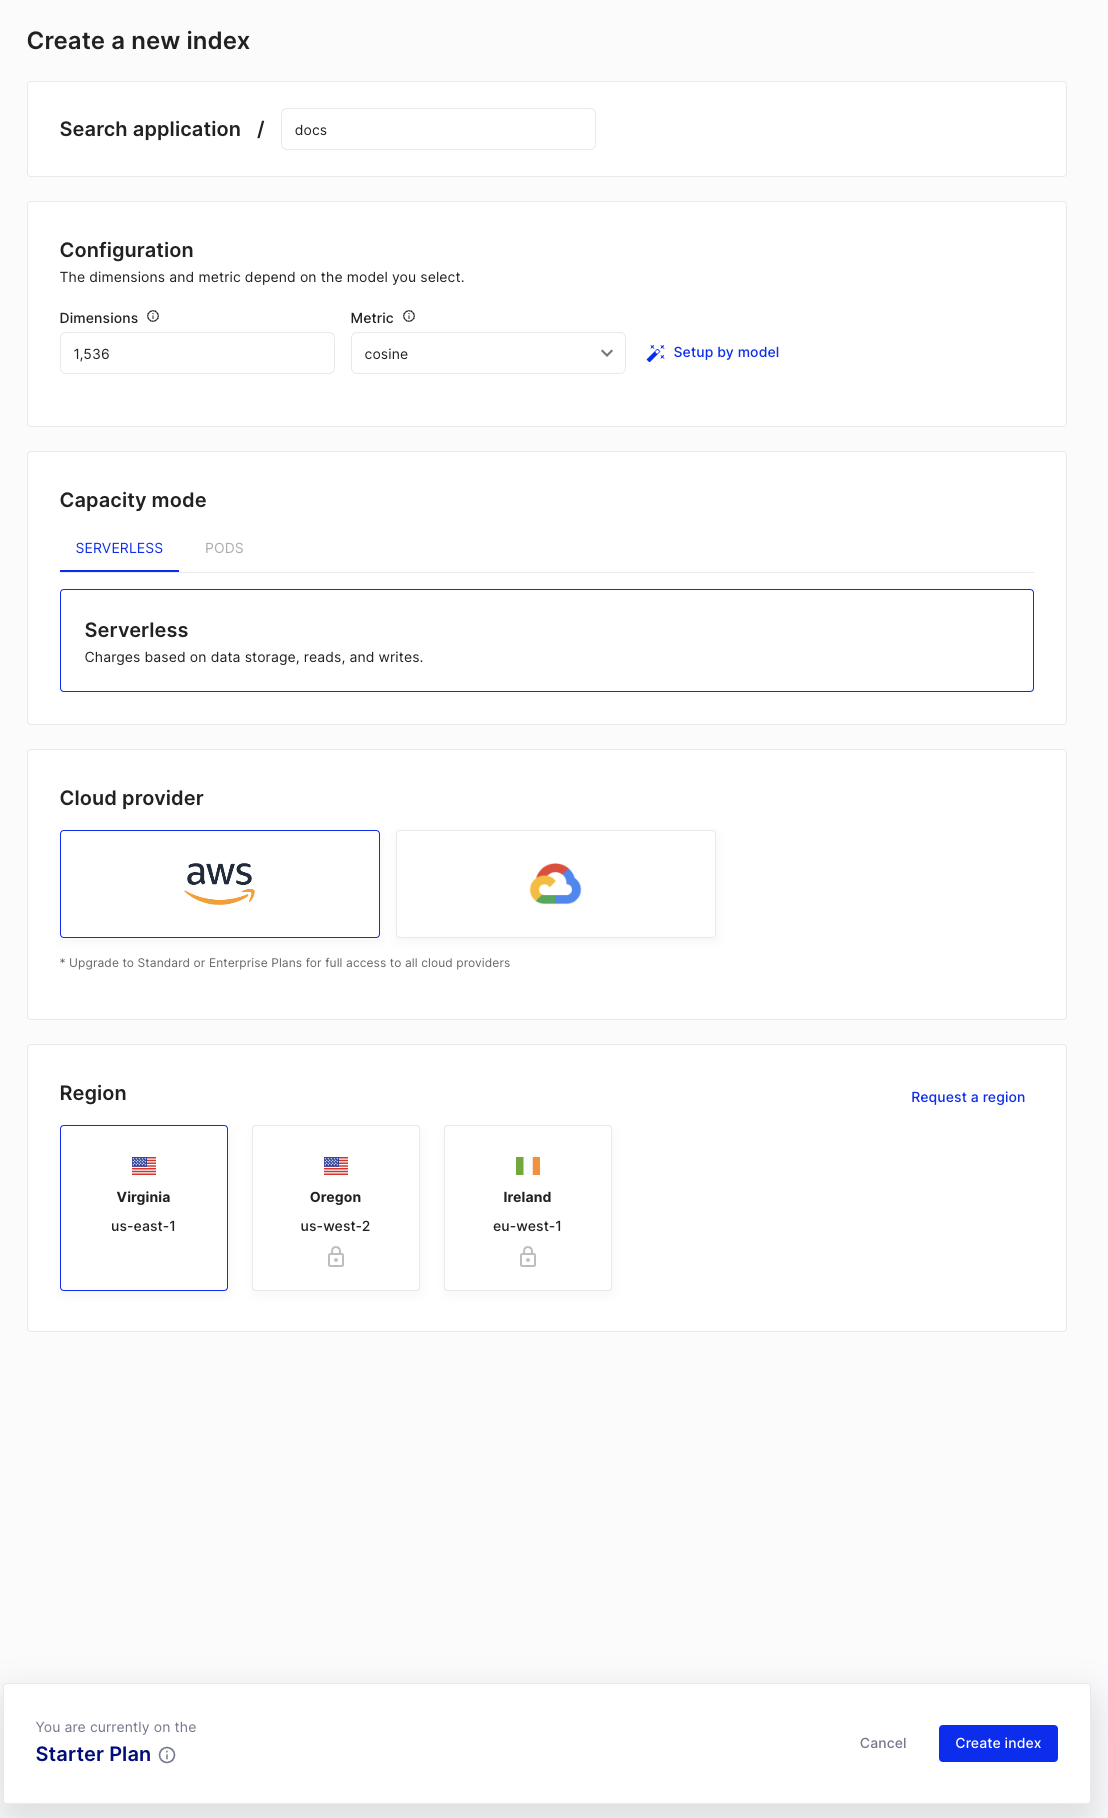 Create a new index
Search application / docs
Configuration
The dimensions and metric depend on the model you select.
Dimensions Metric
1,536 cosine Setup by model
Capacity mode
SERVERLESS PODS
Serverless
Charges based on data storage, reads, and writes.
Cloud provider
aws
* Upgrade to Standard or Enterprise Plans for full access to all cloud providers
Region Request a region
Virginia Oregon Ireland
us-east-1 us-west-2 eu-west-1
You are currently on the
Starter Plan
Cancel Create index